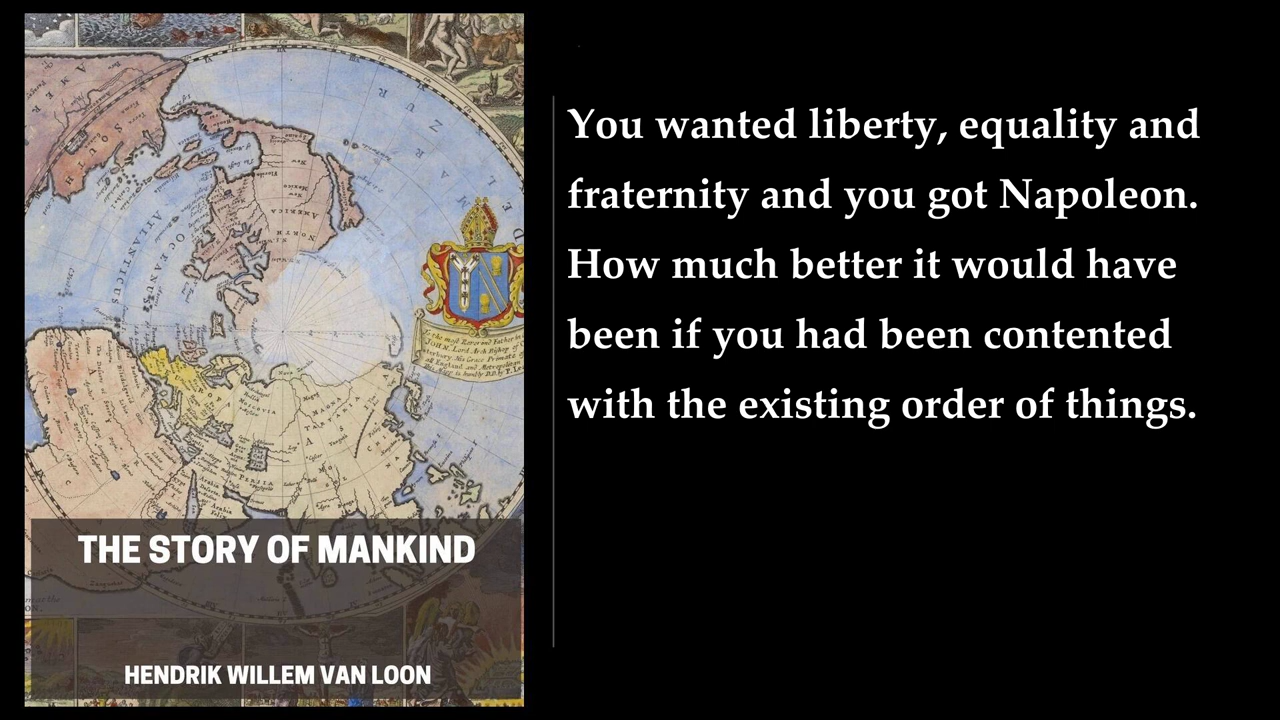 THE STORY OF MANKIND
HENDRIK WILLEM VAN LOON
You wanted liberty, equality and
fraternity and you got Napoleon.
How much better it would have
been if you had been contented
with the existing order of things.